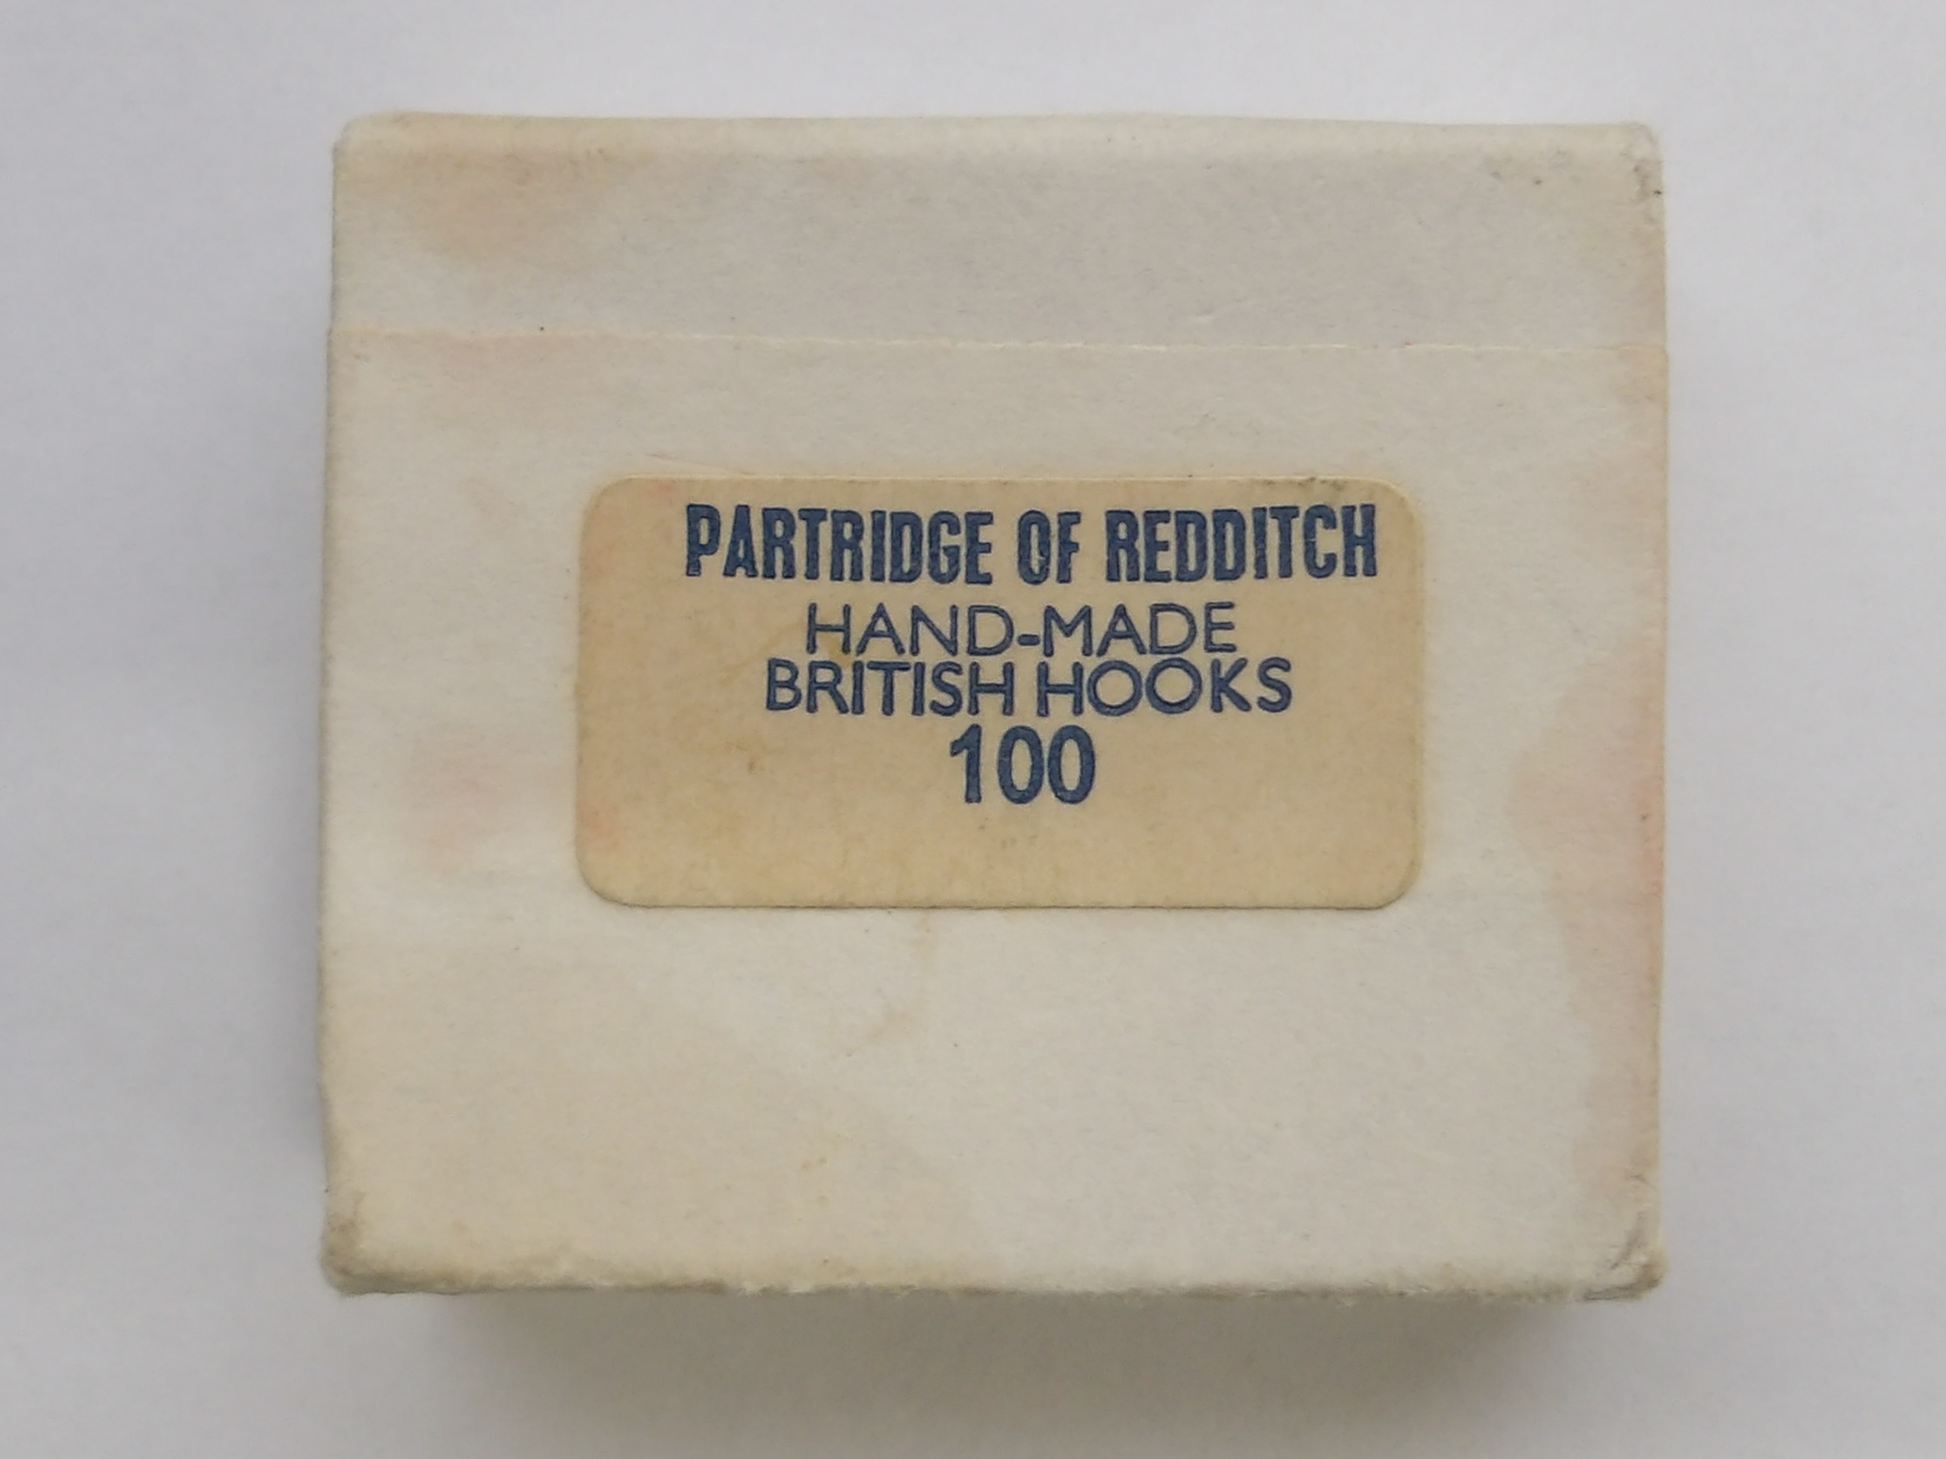 PARTRIDGE OF REDDITCH
HAND-MADE
BRITISH HOOKS
100